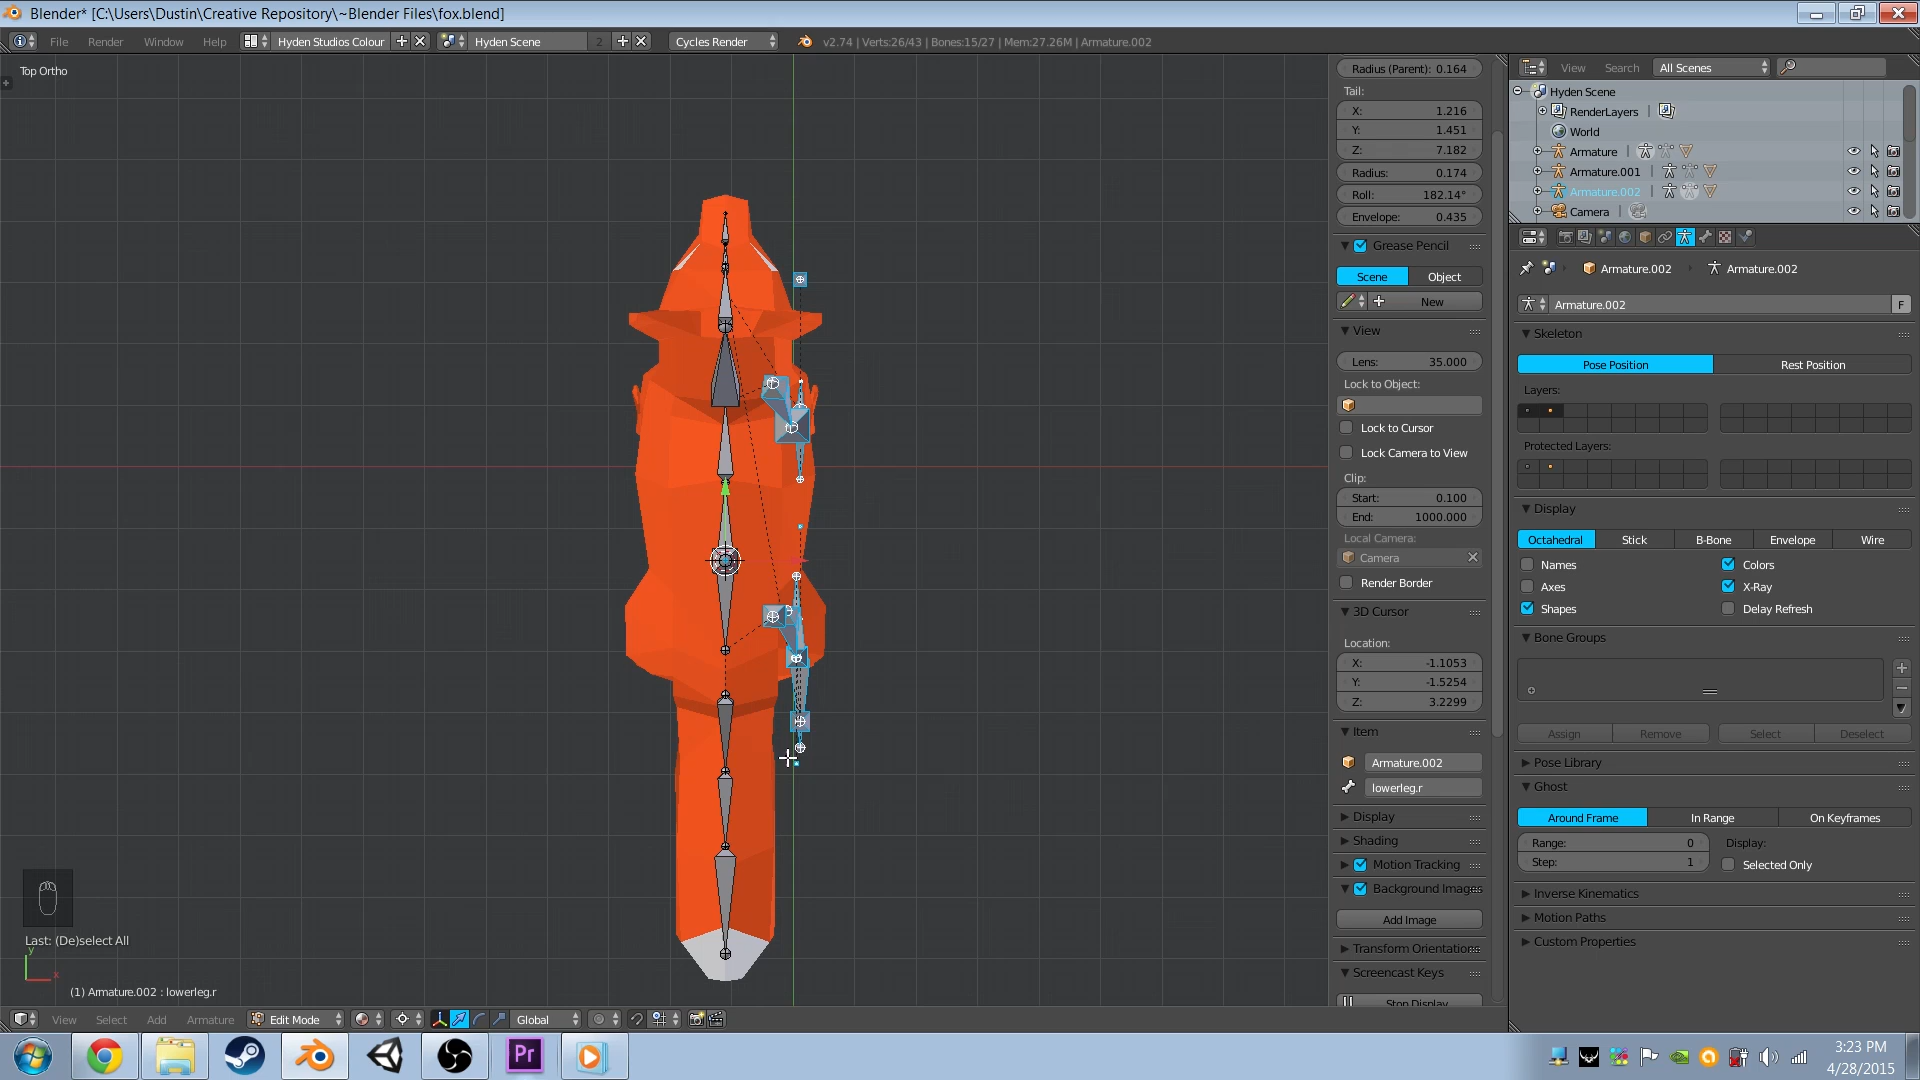 Blender* [C:\Users\Dustin\Creative Repository\~Blender Files\fox.blend]
File Render Window Help Hyden Studios Colour Hyden Scene 2 Cycles Render v2.74 | Verts:26/43 | Bones:15/27 | Mem:27.26M | Armature.002
Top Ortho
Radius (Parent): 0.164
Tail:
X: 1.216
Y: 1.451
Z: 7.182
Radius: 0.174
Roll: 182.14°
Envelope: 0.435
Grease Pencil
Scene Object
New
View
Lens: 35.000
Lock to Object:
Lock to Cursor
Lock Camera to View
Clip:
Start: 0.100
End: 1000.000
Local Camera:
Camera
Render Border
3D Cursor
Location:
X: -1.1053
Y: -1.5254
Z: 3.2299
Item
Armature.002
lowerleg.r
Display
Shading
Motion Tracking
Background Images
Add Image
Transform Orientations
Screencast Keys
Stop Display
View Search All Scenes
Hyden Scene
RenderLayers
World
Armature
Armature.001
Armature.002
Camera
Armature.002 Armature.002
Armature.002 F
Skeleton
Pose Position Rest Position
Layers:
Protected Layers:
Display
Octahedral Stick B-Bone Envelope Wire
Names Colors
Axes X-Ray
Shapes Delay Refresh
Bone Groups
Assign Remove Select Deselect
Pose Library
Ghost
Around Frame In Range On Keyframes
Range: 0 Display:
Step: 1 Selected Only
Inverse Kinematics
Motion Paths
Custom Properties
Last: (De)select All
y
x
(1) Armature.002 : lowerleg.r
View Select Add Armature Edit Mode Global
Pr
3:23 PM
4/28/2015